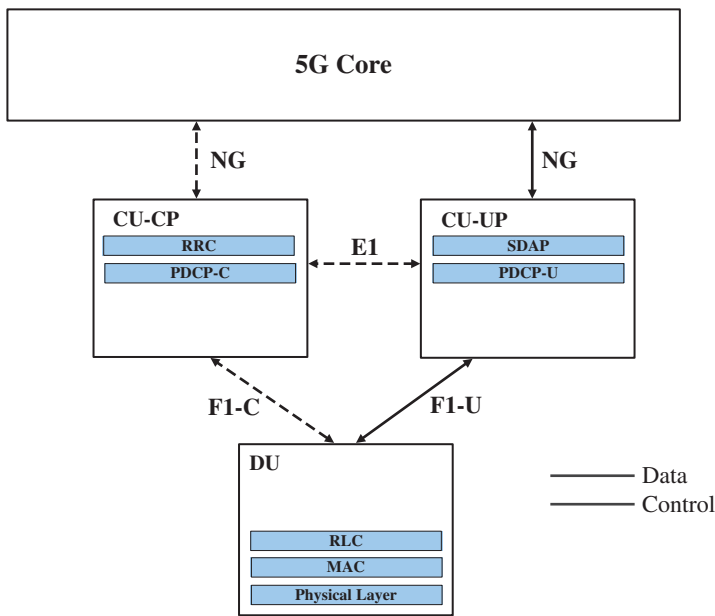 5G Core
NG
NG
CU-CP
RRC
PDCP-C
E1
CU-UP
SDAP
PDCP-U
F1-C
F1-U
DU
RLC
MAC
Physical Layer
Data
Control